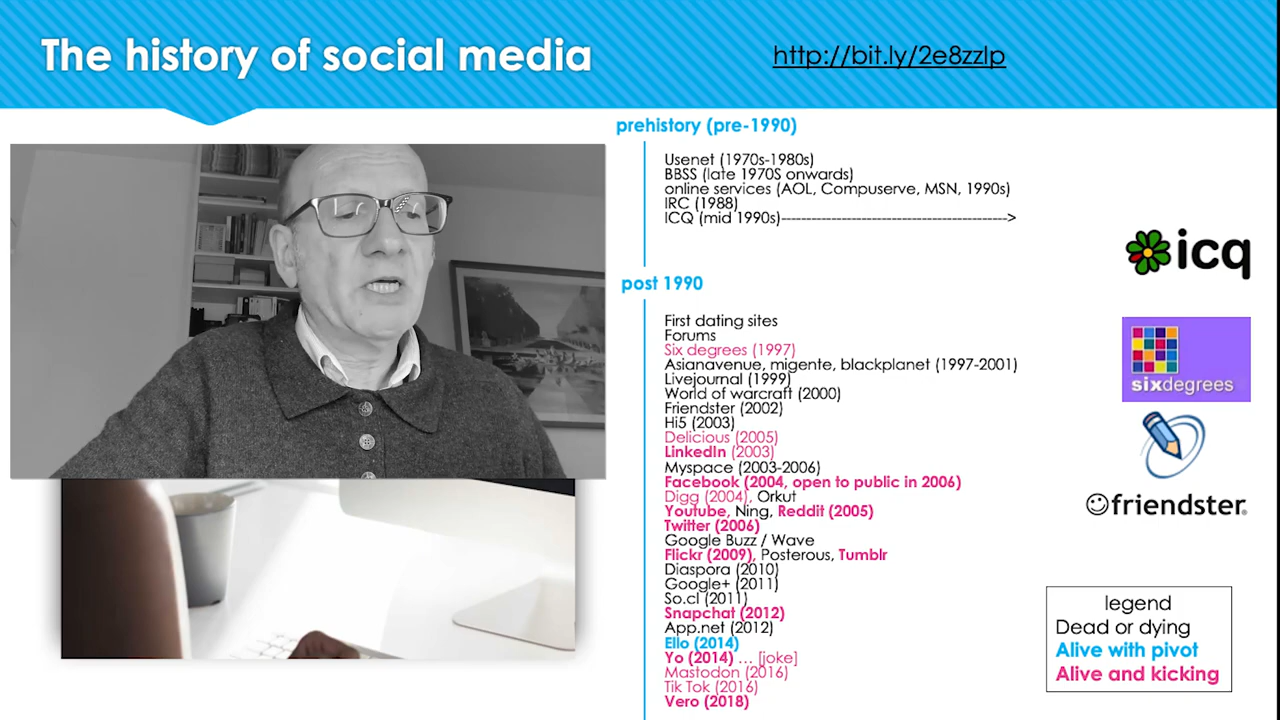 The history of social media
http://bit.ly/2e8zzlp
prehistory (pre-1990)
Usenet (1970s-1980s)
BBSS (late 1970S onwards)
online services (AOL, Compuserve, MSN, 1990s)
IRC (1988)
ICQ (mid 1990s)------------------------------------------->
icq
post 1990
First dating sites
Forums
Six degrees (1997)
Asianavenue, migente, blackplanet (1997-2001)
Livejournal (1999)
World of warcraft (2000)
Friendster (2002)
Hi5 (2003)
Delicious (2005)
LinkedIn (2003)
Myspace (2003-2006)
Facebook (2004, open to public in 2006)
Digg (2004), Orkut
Youtube, Ning, Reddit (2005)
Twitter (2006)
Google Buzz / Wave
Flickr (2009), Posterous, Tumblr
Diaspora (2010)
Google+ (2011)
So.cl (2011)
Snapchat (2012)
App.net (2012)
Ello (2014)
Yo (2014) ... [joke]
Mastodon (2016)
Tik Tok (2016)
Vero (2018)
sixdegrees
friendster.
legend
Dead or dying
Alive with pivot
Alive and kicking